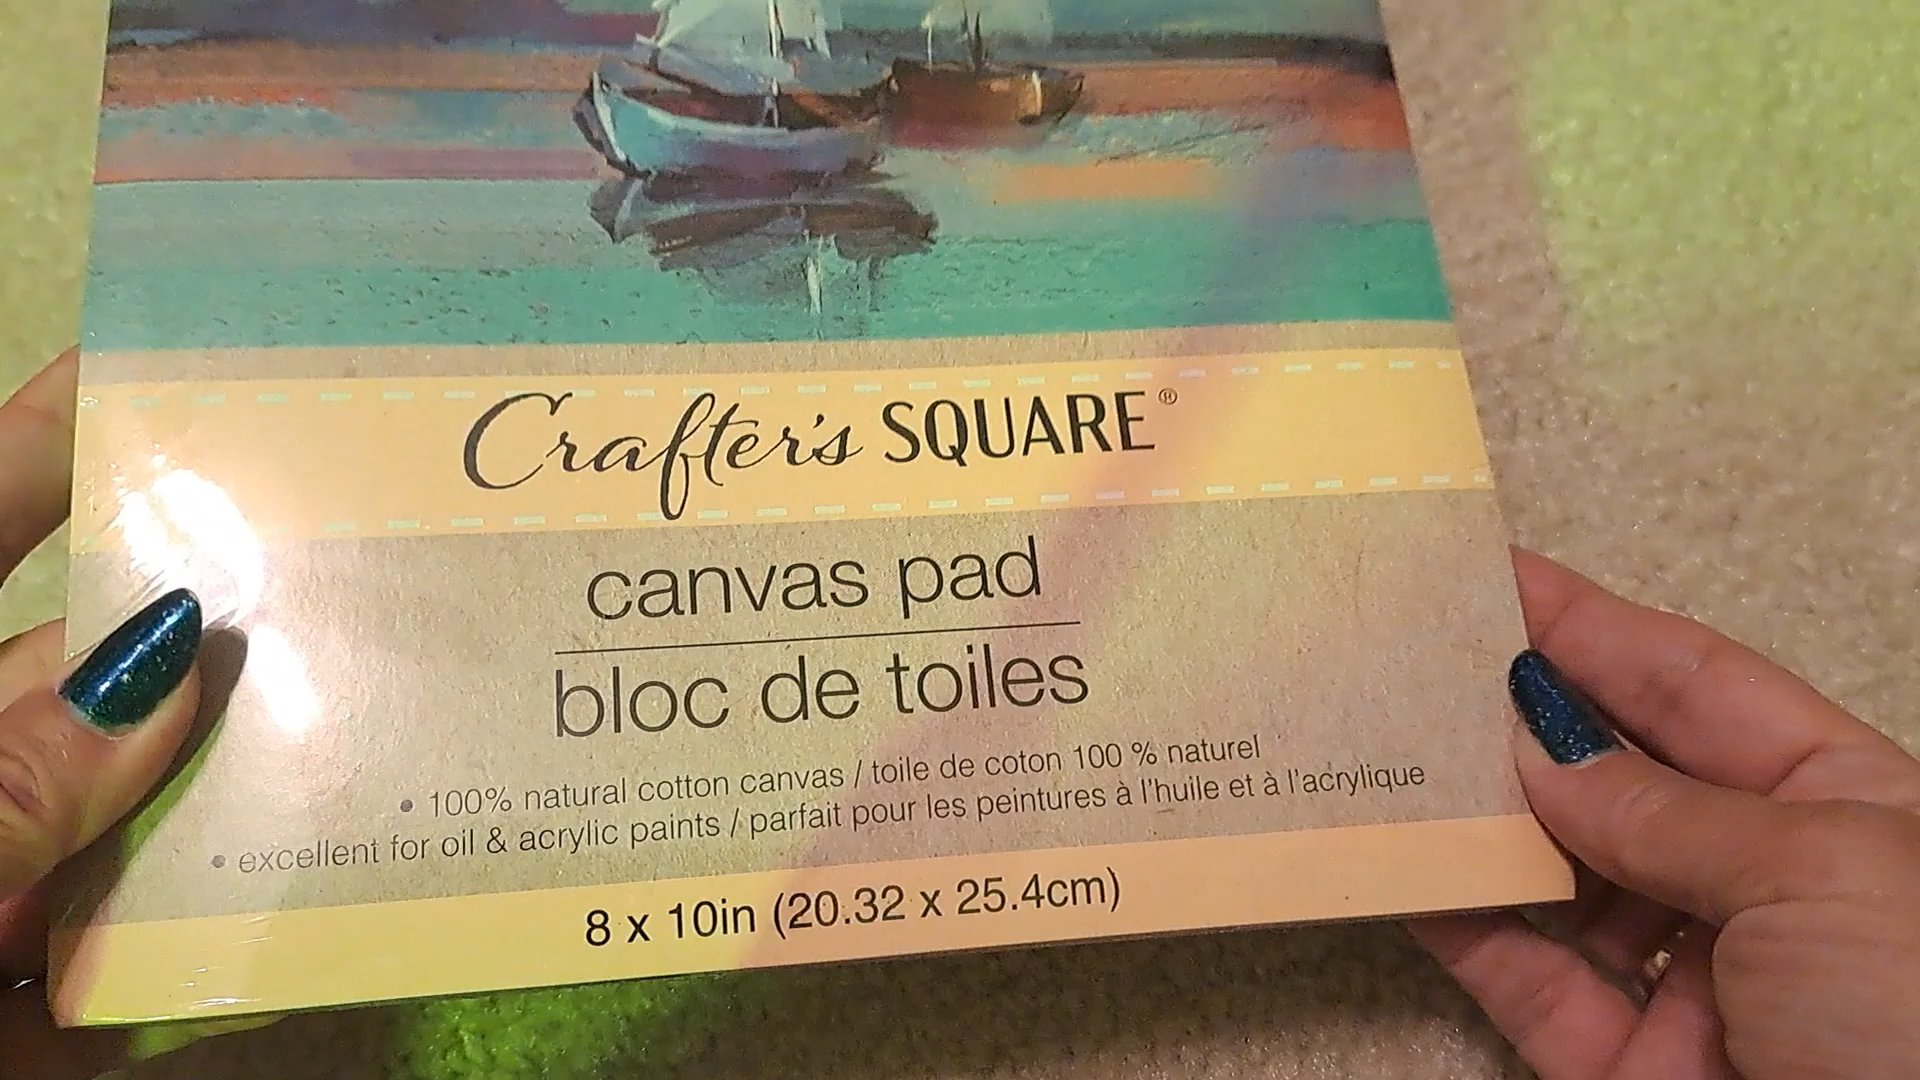 Crafter's SQUARE®
canvas pad
bloc de toiles
• 100% natural cotton canvas / toile de coton 100 % naturel
• excellent for oil & acrylic paints / parfait pour les peintures à l'huile et à l'acrylique
8 x 10in (20.32 x 25.4cm)